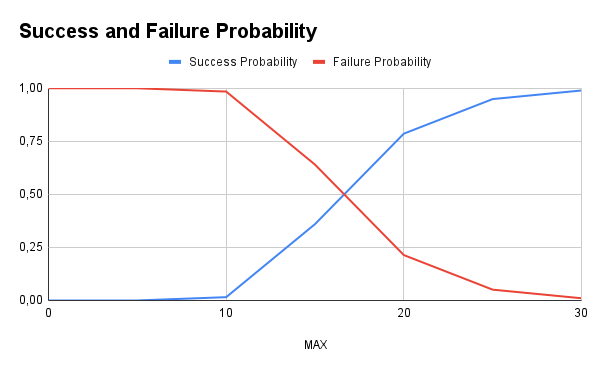 Success and Failure Probability
Success Probability Failure Probability
1,00
0,75
0,50
0,25
0,00
0 10 20 30
MAX